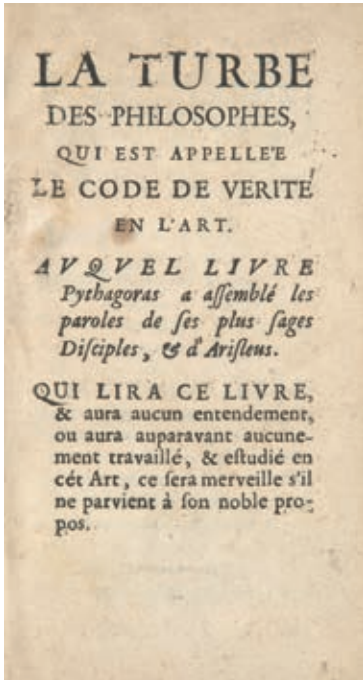 LA TURBE
DES PHILOSOPHES,
QUI EST APPELLE'E
LE CODE DE VERITÉ
EN L'ART.
AVQVEL LIVRE
Pythagoras a aſſemblé les
paroles de ſes plus ſages
Diſciples, & d'Ariſleus.
QUI LIRA CE LIVRE,
& aura aucun entendement,
ou aura auparavant aucune-
ment travaillé, & eſtudié en
cét Art, ce ſera merveille s'il
ne parvient à ſon noble pro-
pos.